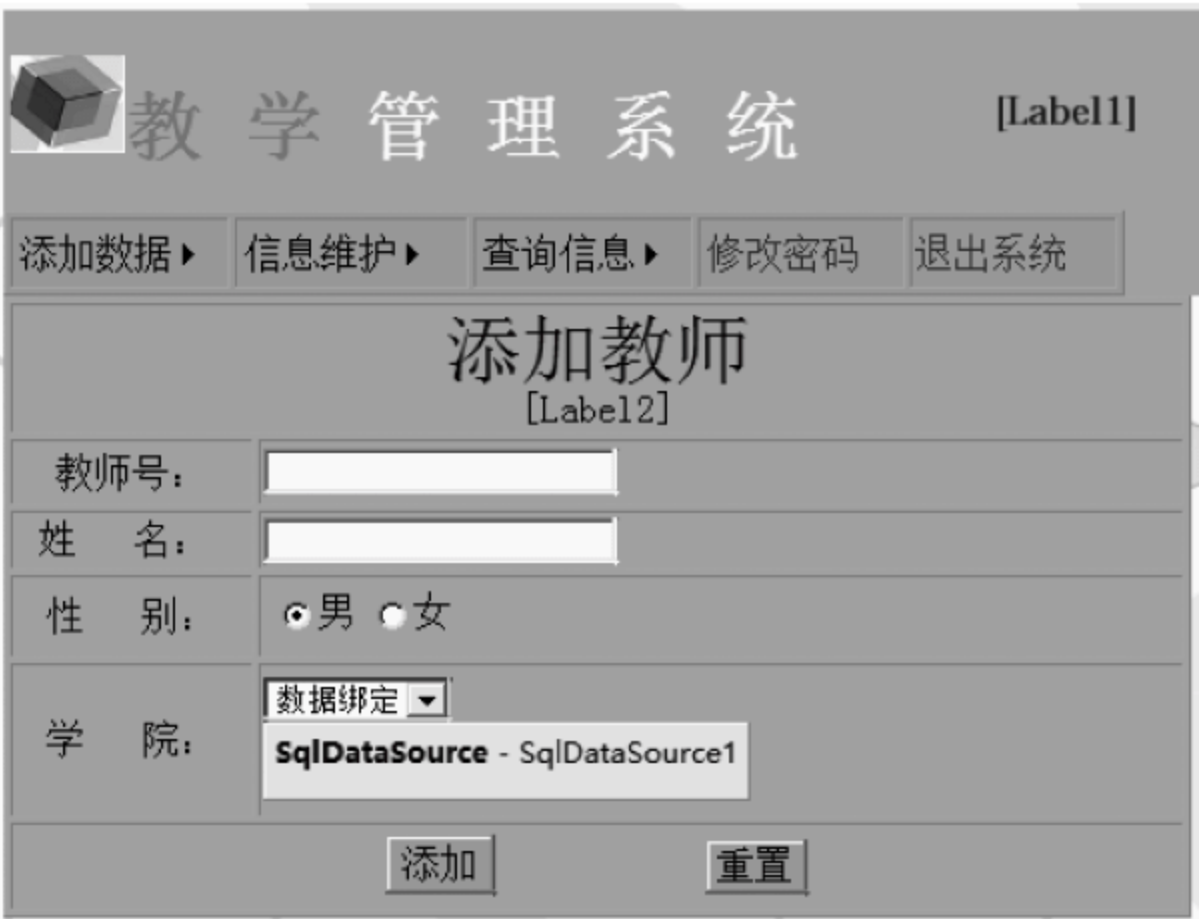 教 学 管 理 系 统
[Label1]
添加数据 信息维护 查询信息 修改密码 退出系统
添加教师
[Label2]
教师号：
姓 名：
性 别： 男 女
学 院： 数据绑定
SqlDataSource - SqlDataSource1
添加 重置